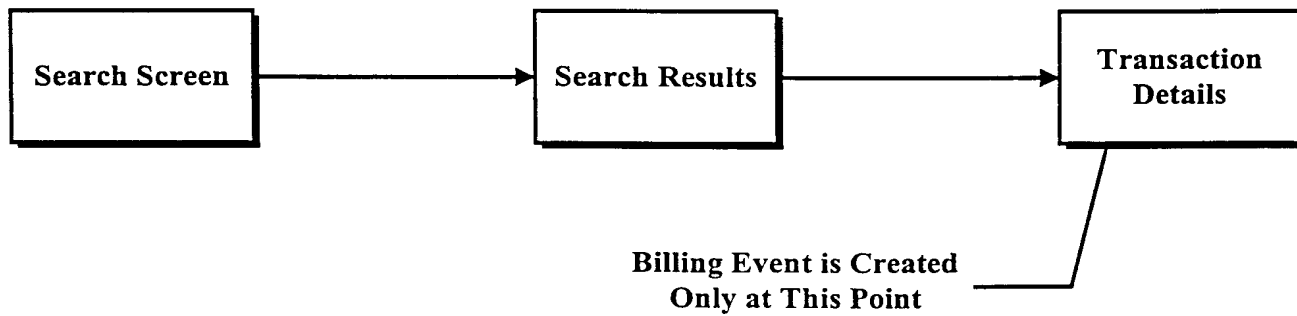 Search Screen
Search Results
Transaction
Details
Billing Event is Created
Only at This Point